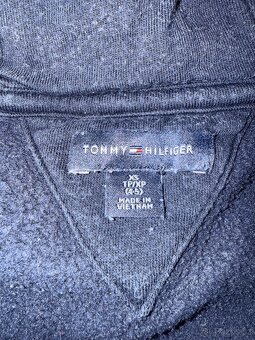 TOMMY HILFIGER
XS
TP/XP
(4-5)
MADE IN
VIETNAM